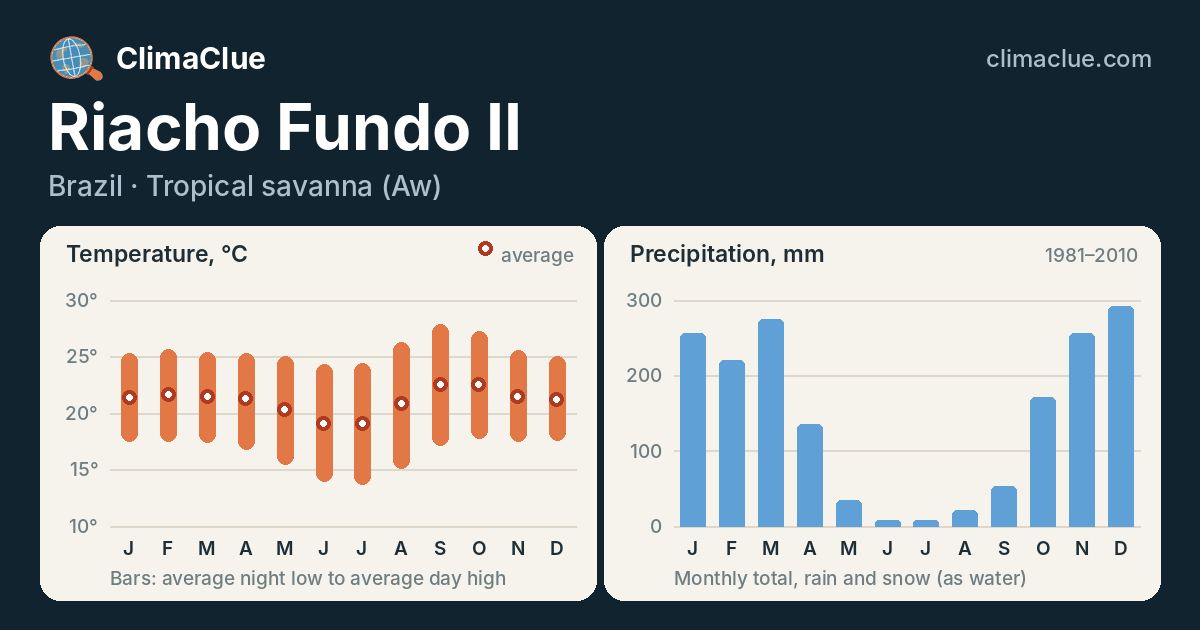 ClimaClue
climaclue.com
Riacho Fundo II
Brazil · Tropical savanna (Aw)
Temperature, °C
average
30°
25°
20°
15°
10°
J F M A M J J A S O N D
Bars: average night low to average day high
Precipitation, mm
1981–2010
300
200
100
0
J F M A M J J A S O N D
Monthly total, rain and snow (as water)